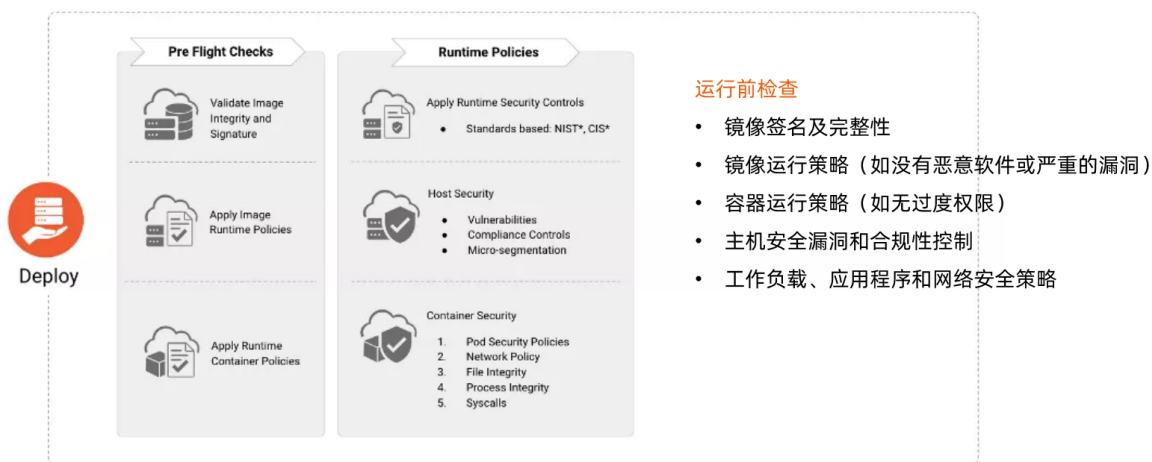 Deploy
Pre Flight Checks
Validate Image
Integrity and
Signature
Apply Image
Runtime Policies
Apply Runtime
Container Policies
Runtime Policies
Apply Runtime Security Controls
● Standards based: NIST*, CIS*
Host Security
● Vulnerabilities
● Compliance Controls
● Micro-segmentation
Container Security
1. Pod Security Policies
2. Network Policy
3. File Integrity
4. Process Integrity
5. Syscalls
运行前检查
• 镜像签名及完整性
• 镜像运行策略（如没有恶意软件或严重的漏洞）
• 容器运行策略（如无过度权限）
• 主机安全漏洞和合规性控制
• 工作负载、应用程序和网络安全策略